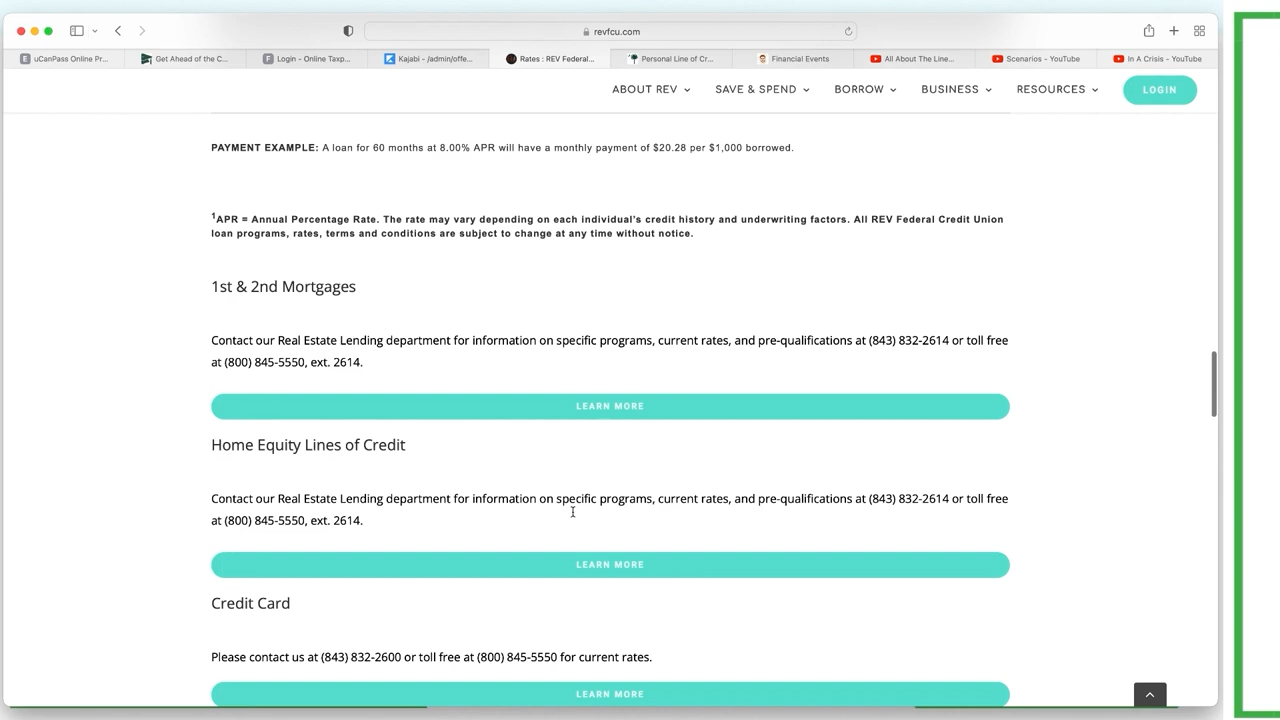 revfcu.com
uCanPass Online Pr...
Get Ahead of the C...
Login – Online Taxp...
Kajabi - /admin/offe...
Rates : REV Federal...
Personal Line of Cr...
Financial Events
All About The Line...
Scenarios - YouTube
In A Crisis - YouTube
ABOUT REV
SAVE & SPEND
BORROW
BUSINESS
RESOURCES
LOGIN
PAYMENT EXAMPLE: A loan for 60 months at 8.00% APR will have a monthly payment of $20.28 per $1,000 borrowed.
1APR = Annual Percentage Rate. The rate may vary depending on each individual's credit history and underwriting factors. All REV Federal Credit Union
loan programs, rates, terms and conditions are subject to change at any time without notice.
1st & 2nd Mortgages
Contact our Real Estate Lending department for information on specific programs, current rates, and pre-qualifications at (843) 832-2614 or toll free
at (800) 845-5550, ext. 2614.
LEARN MORE
Home Equity Lines of Credit
Contact our Real Estate Lending department for information on specific programs, current rates, and pre-qualifications at (843) 832-2614 or toll free
at (800) 845-5550, ext. 2614.
LEARN MORE
Credit Card
Please contact us at (843) 832-2600 or toll free at (800) 845-5550 for current rates.
LEARN MORE